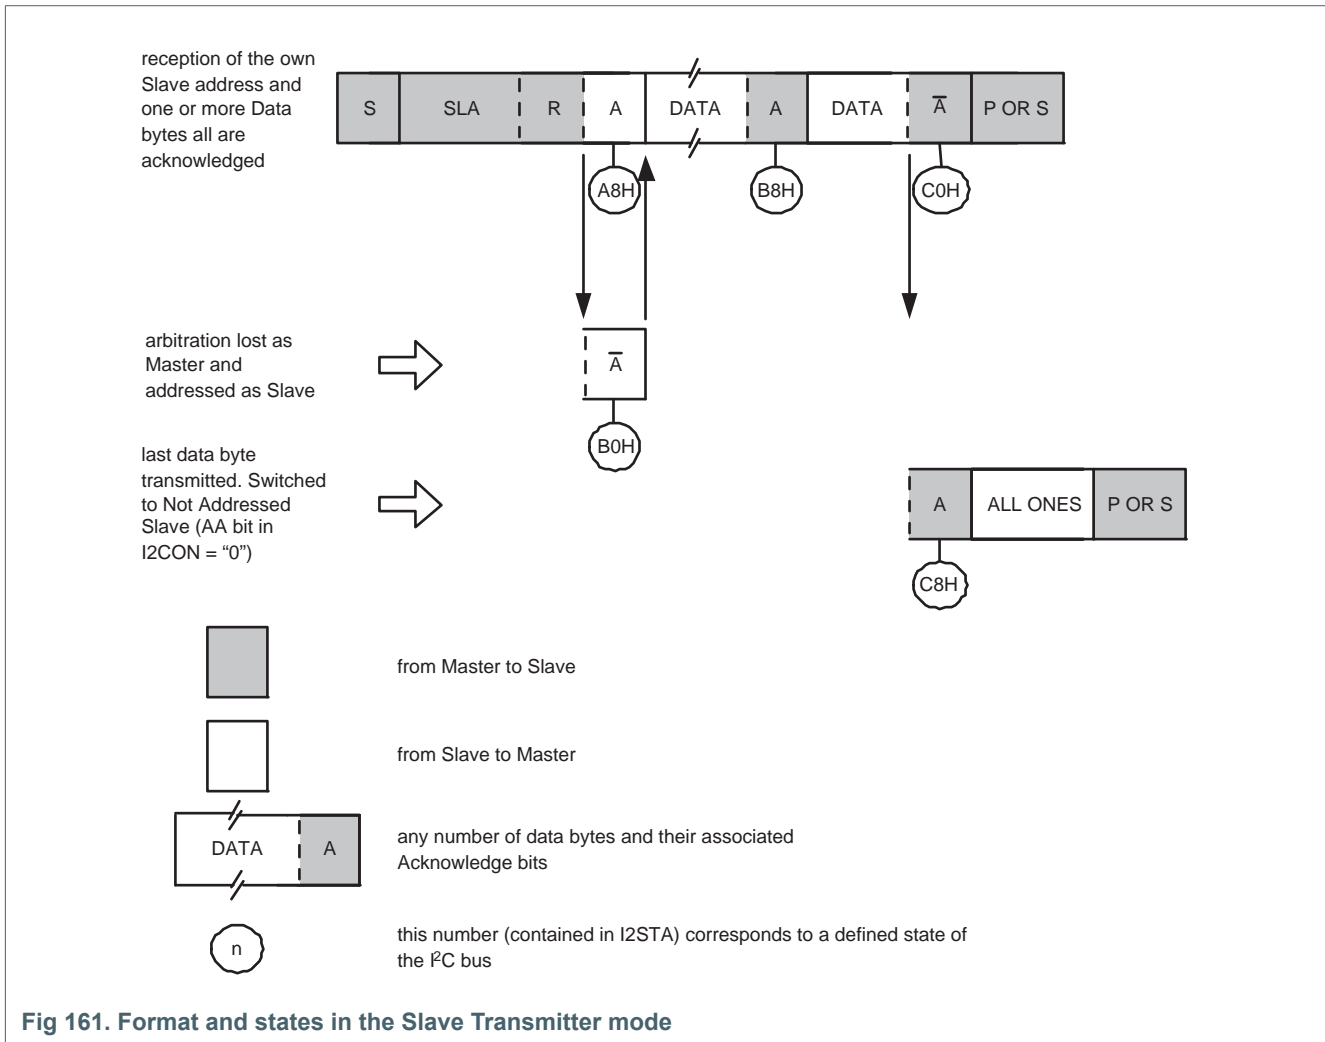 reception of the own
Slave address and
one or more Data
bytes all are
acknowledged
S SLA R A DATA A DATA A̅ P OR S
A8H B8H C0H
arbitration lost as
Master and
addressed as Slave
A̅
B0H
last data byte
transmitted. Switched
to Not Addressed
Slave (AA bit in
I2CON = “0”)
A ALL ONES P OR S
C8H
from Master to Slave
from Slave to Master
DATA A
any number of data bytes and their associated
Acknowledge bits
n
this number (contained in I2STA) corresponds to a defined state of
the I²C bus
Fig 161. Format and states in the Slave Transmitter mode